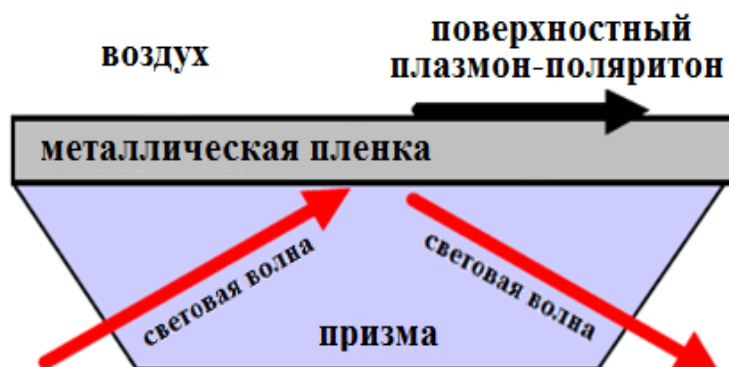 воздух
поверхностный
плазмон-поляритон
металлическая пленка
световая волна
световая волна
призма